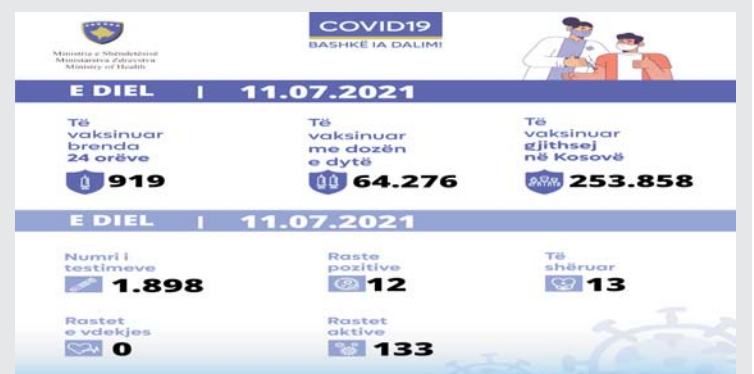 COVID19
BASHKË IA DALIM!
Ministria e Shëndetësisë
Ministarstva Zdravstva
Ministry of Health
E DIEL | 11.07.2021
Të
vaksinuar
brenda
24 orëve
919
Të
vaksinuar
me dozën
e dytë
64.276
Të
vaksinuar
gjithsej
në Kosovë
253.858
E DIEL | 11.07.2021
Numri i
testimeve
1.898
Raste
pozitive
12
Të
shëruar
13
Rastet
e vdekjes
0
Rastet
aktive
133